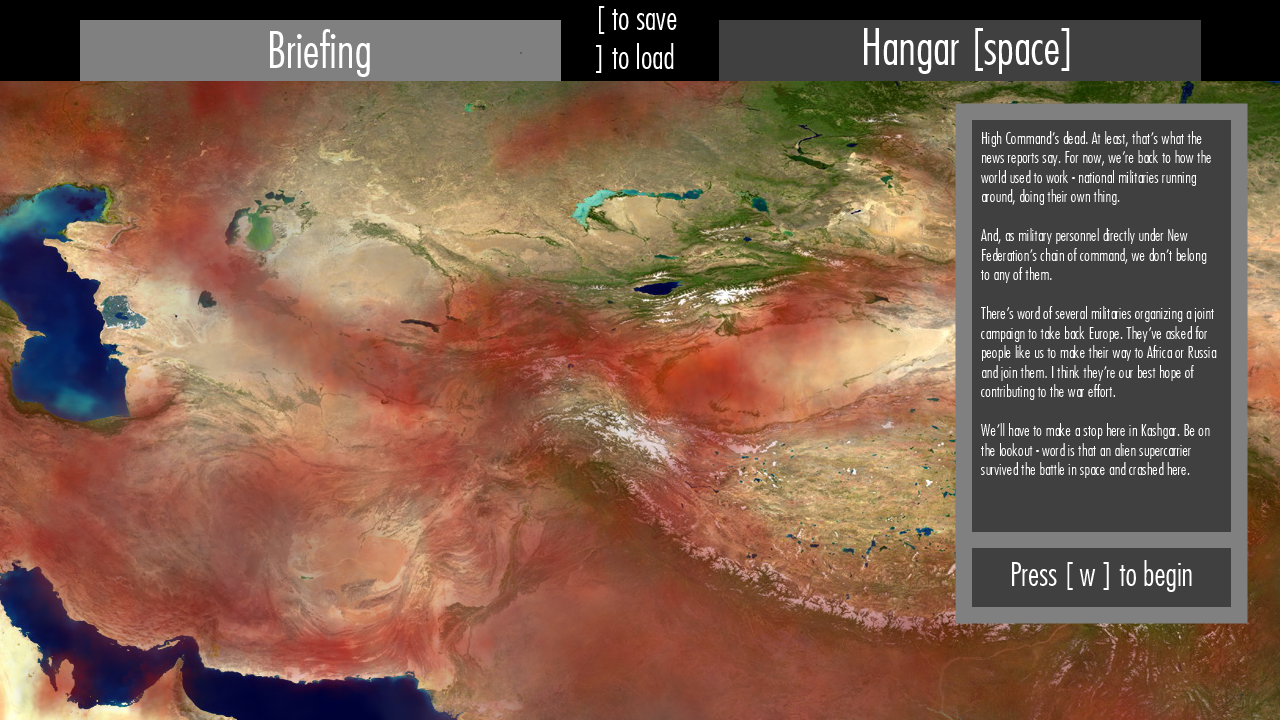 Briefing
[ to save
] to load
Hangar [space]
High Command's dead. At least, that's what the
news reports say. For now, we're back to how the
world used to work - national militaries running
around, doing their own thing.
And, as military personnel directly under New
Federation's chain of command, we don't belong
to any of them.
There's word of several militaries organizing a joint
campaign to take back Europe. They've asked for
people like us to make their way to Africa or Russia
and join them. I think they're our best hope of
contributing to the war effort.
We'll have to make a stop here in Kashgar. Be on
the lookout - word is that an alien supercarrier
survived the battle in space and crashed here.
Press [ w ] to begin